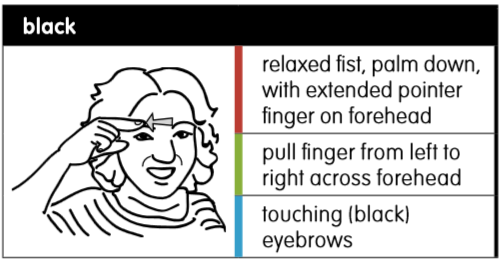 black
relaxed fist, palm down,
with extended pointer
finger on forehead
pull finger from left to
right across forehead
touching (black)
eyebrows